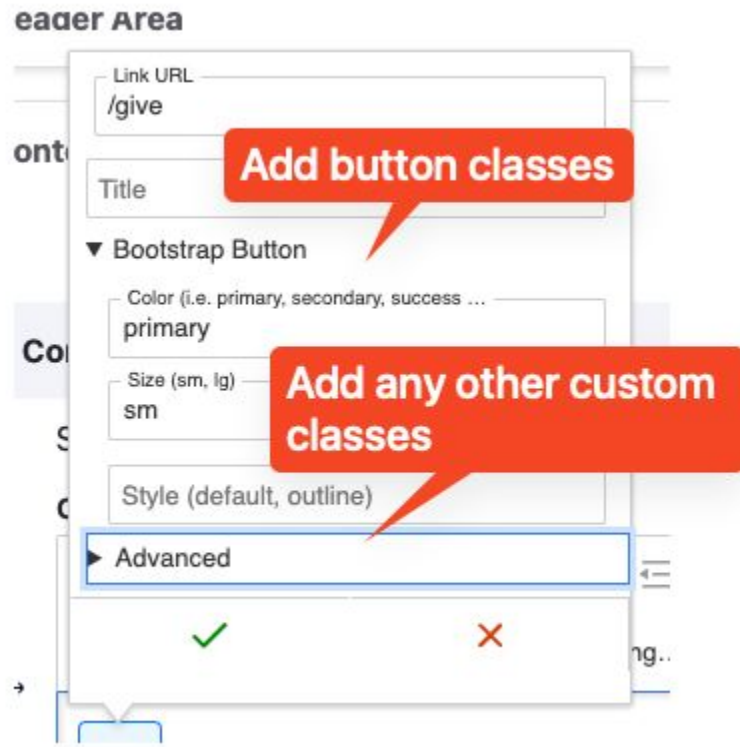 eader Area
Link URL
/give
onte
Add button classes
Title
▼ Bootstrap Button
Color (i.e. primary, secondary, success ...
primary
Co
Size (sm, lg)
sm
Add any other custom
classes
S
Style (default, outline)
▶ Advanced
ng..